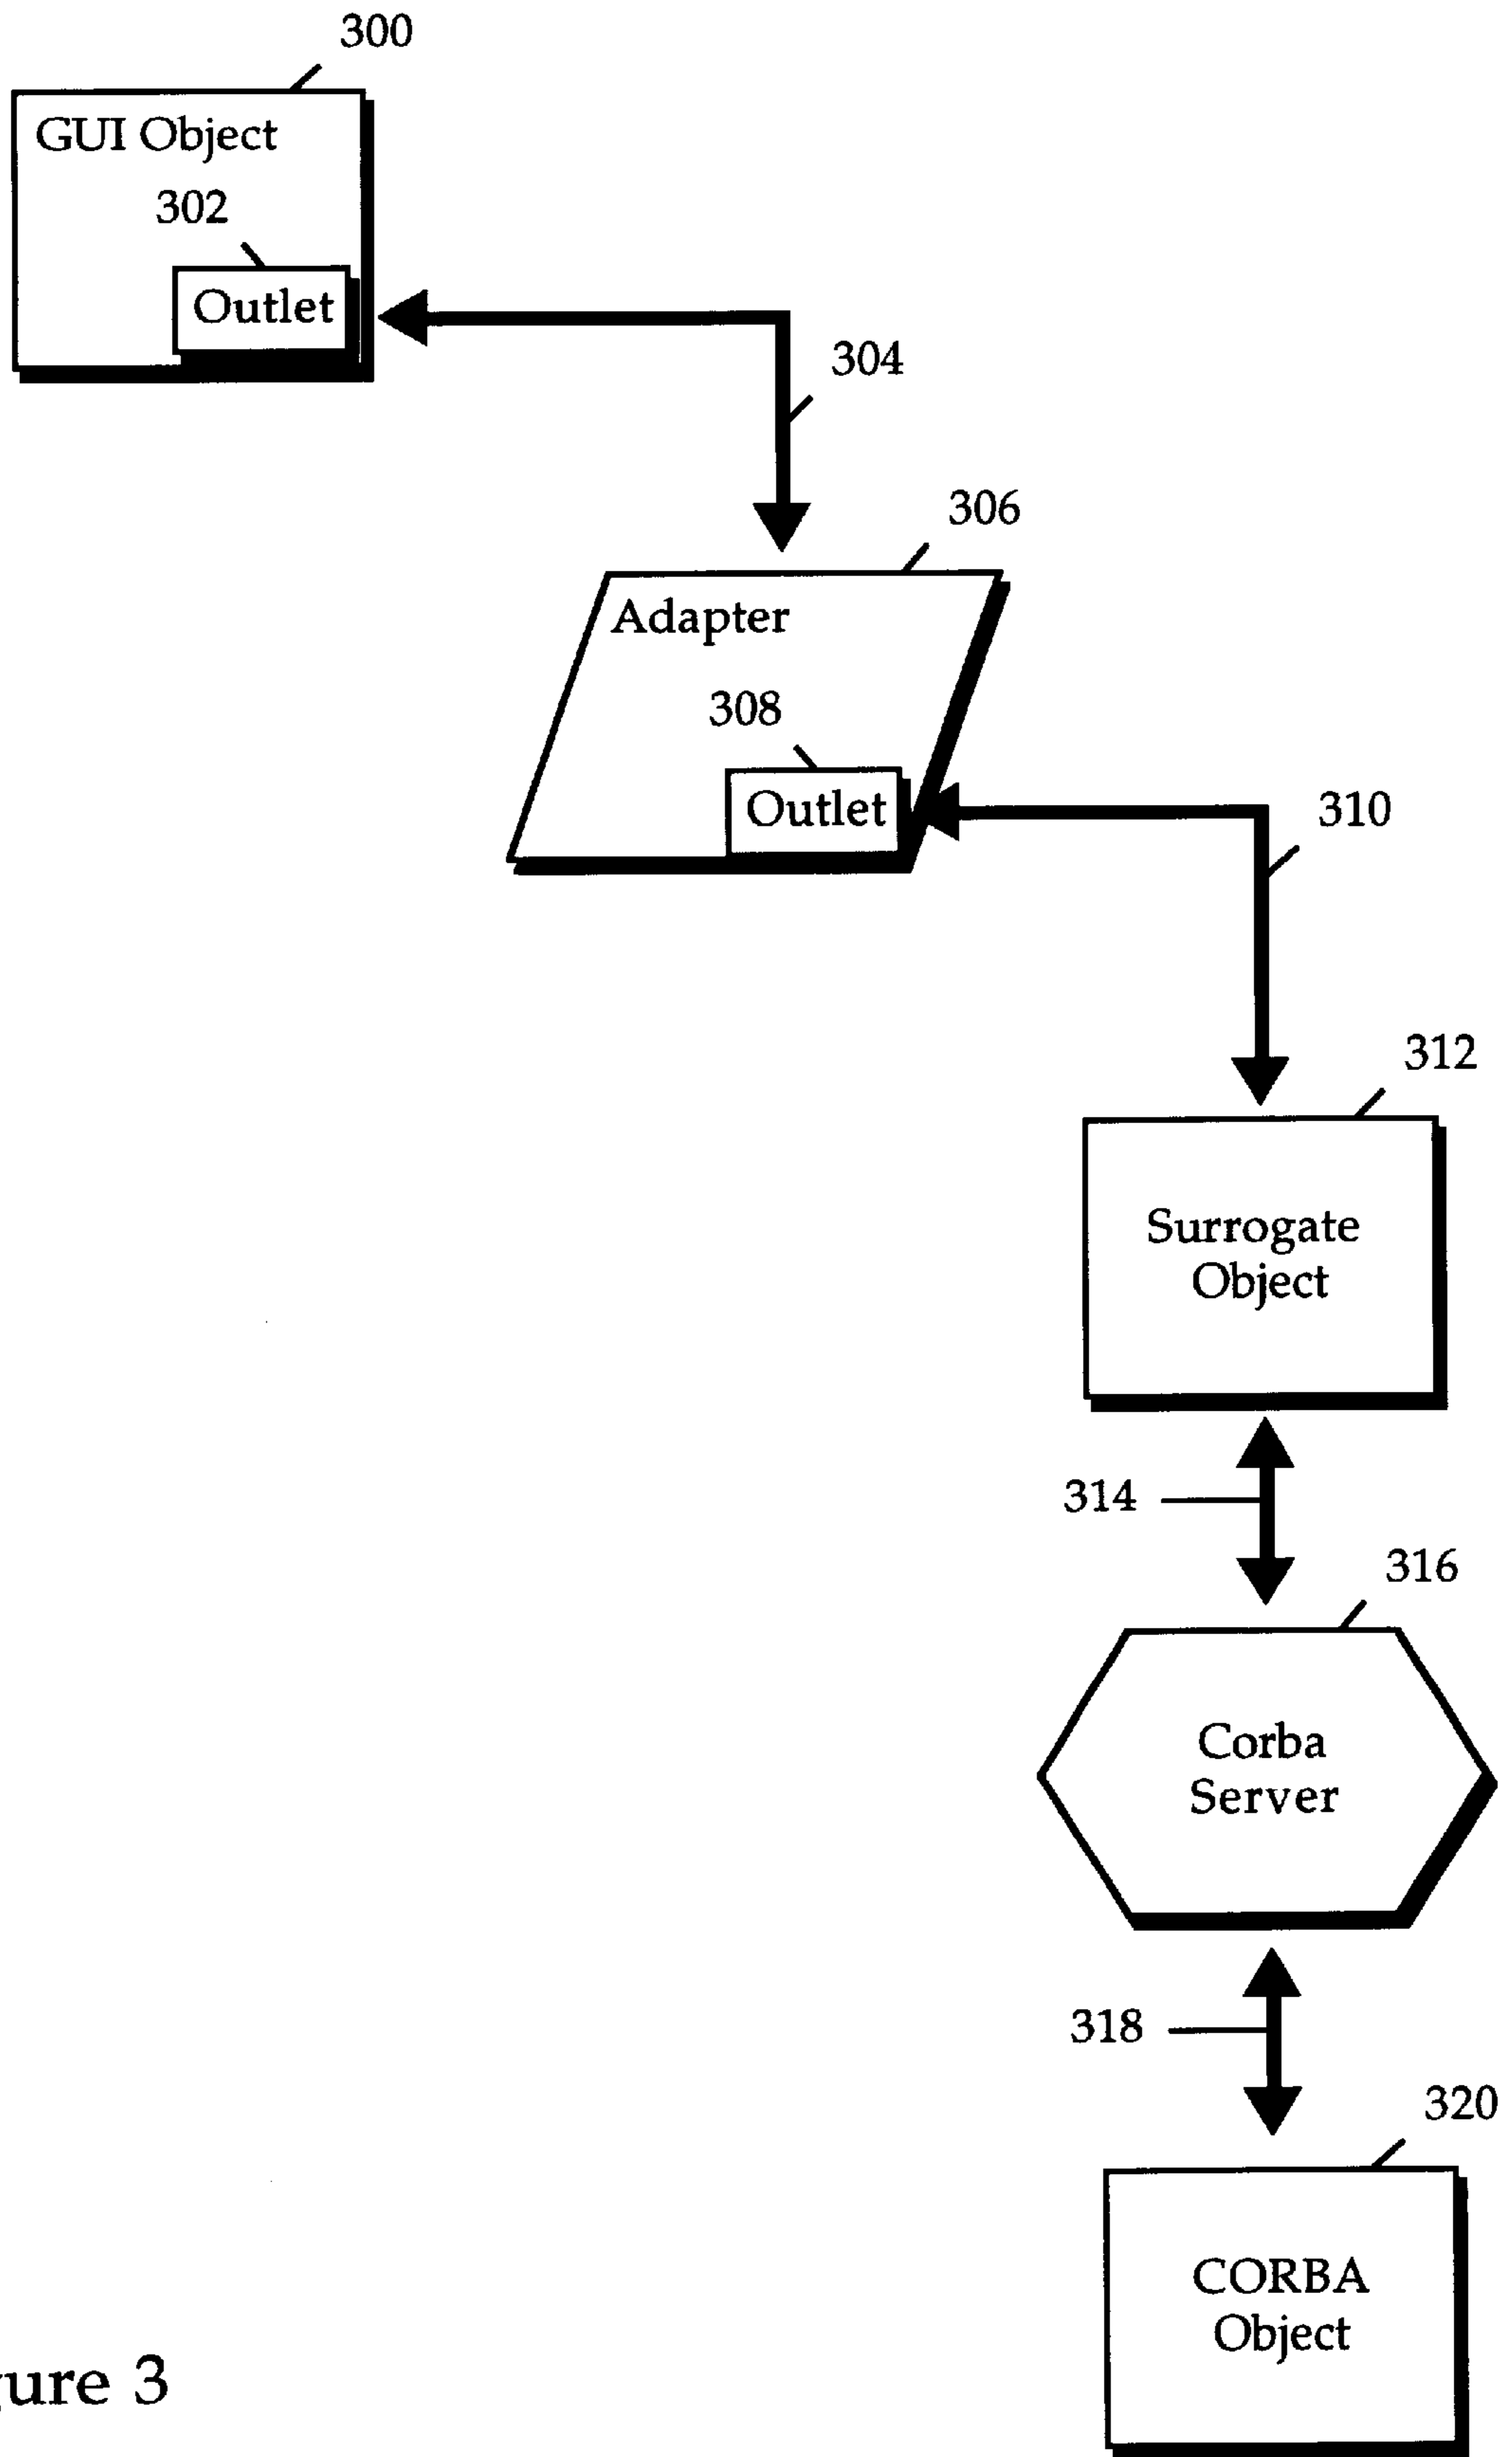 300
GUI Object
302
Outlet
304
306
Adapter
308
Outlet
310
312
Surrogate
Object
314
316
Corba
Server
318
320
CORBA
Object
gure 3